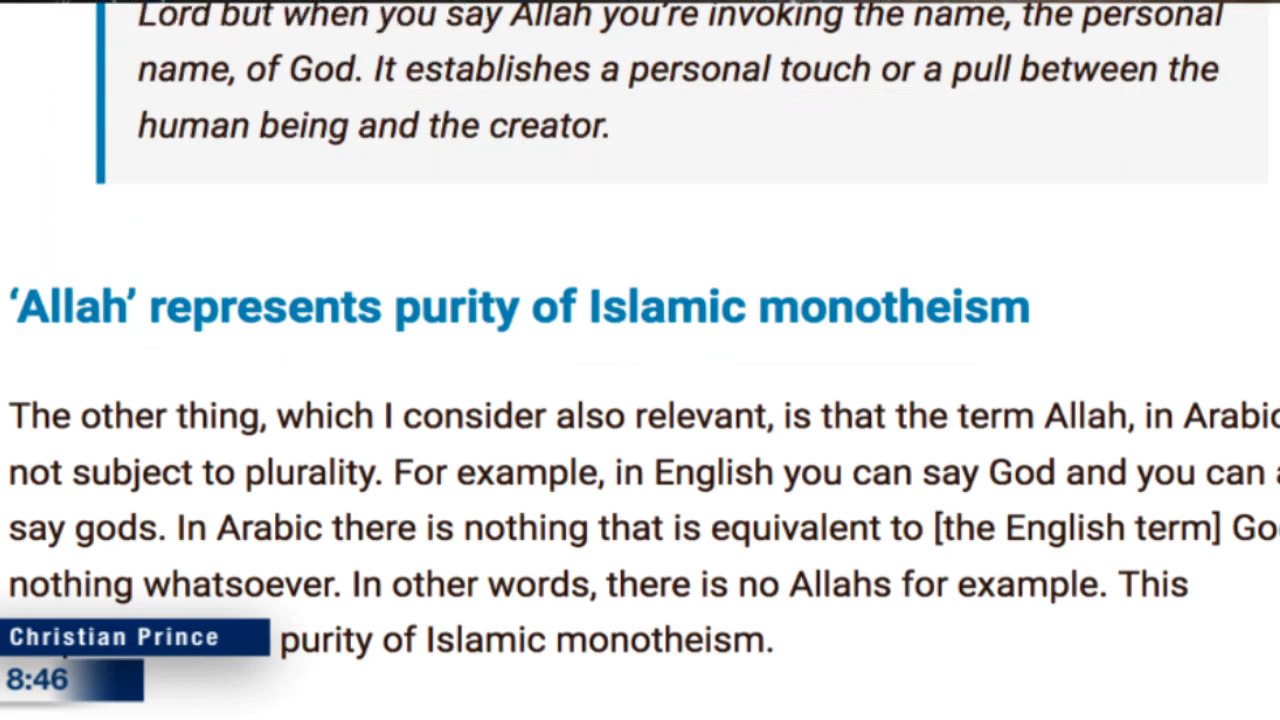 Lord but when you say Allah you're invoking the name, the personal
name, of God. It establishes a personal touch or a pull between the
human being and the creator.
‘Allah’ represents purity of Islamic monotheism
The other thing, which I consider also relevant, is that the term Allah, in Arabic
not subject to plurality. For example, in English you can say God and you can
say gods. In Arabic there is nothing that is equivalent to [the English term]
nothing whatsoever. In other words, there is no Allahs for example. This
purity of Islamic monotheism.
Christian Prince
8:46